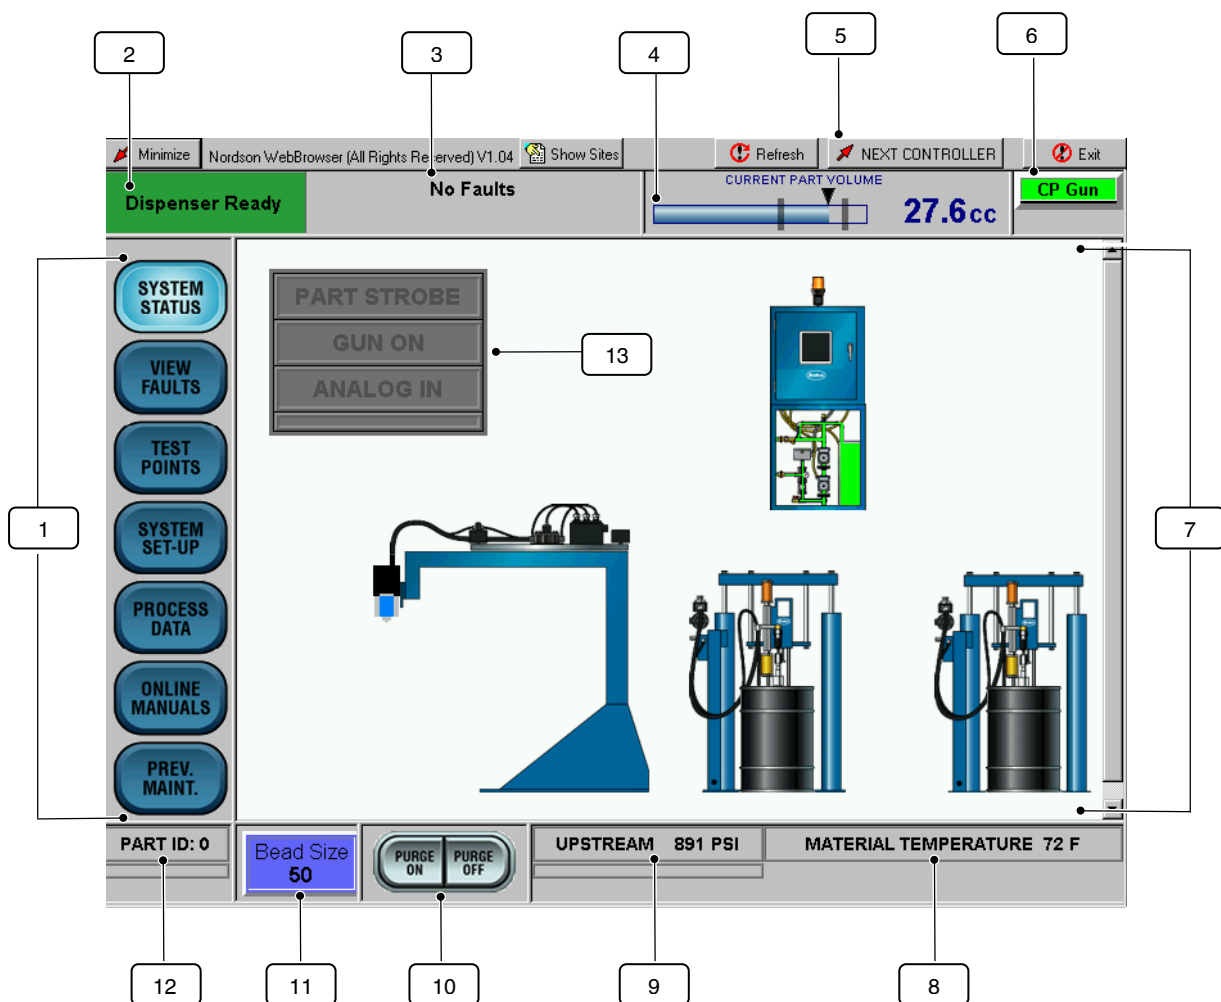 2
3
4
5
6
Minimize
Nordson WebBrowser (All Rights Reserved) V1.04
Show Sites
Refresh
NEXT CONTROLLER
Exit
Dispenser Ready
No Faults
CURRENT PART VOLUME
27.6 cc
CP Gun
SYSTEM
STATUS
VIEW
FAULTS
TEST
POINTS
SYSTEM
SET-UP
PROCESS
DATA
ONLINE
MANUALS
PREV.
MAINT.
1
PART STROBE
GUN ON
ANALOG IN
13
7
PART ID: 0
Bead Size
50
PURGE
ON
PURGE
OFF
UPSTREAM 891 PSI
MATERIAL TEMPERATURE 72 F
12
11
10
9
8